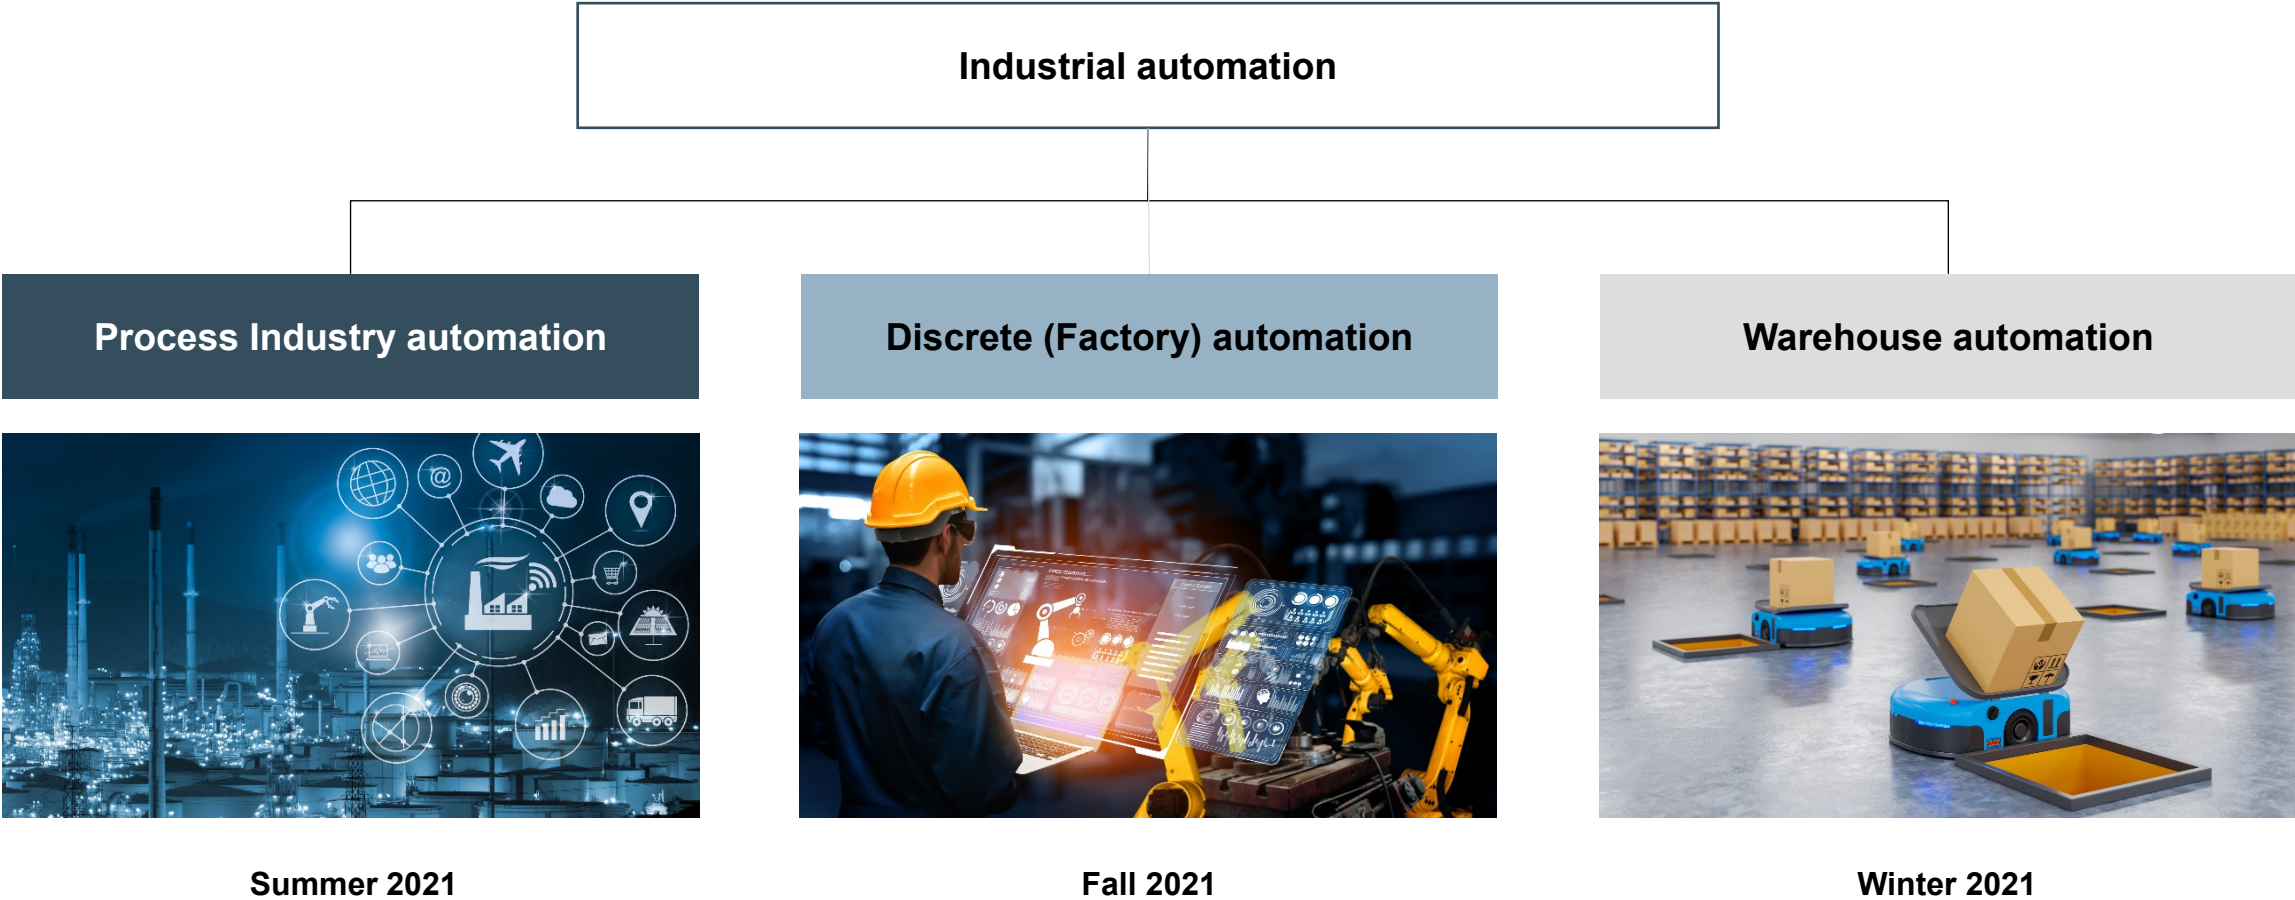 Industrial automation
Process Industry automation
Discrete (Factory) automation
Warehouse automation
@
Summer 2021
Fall 2021
Winter 2021